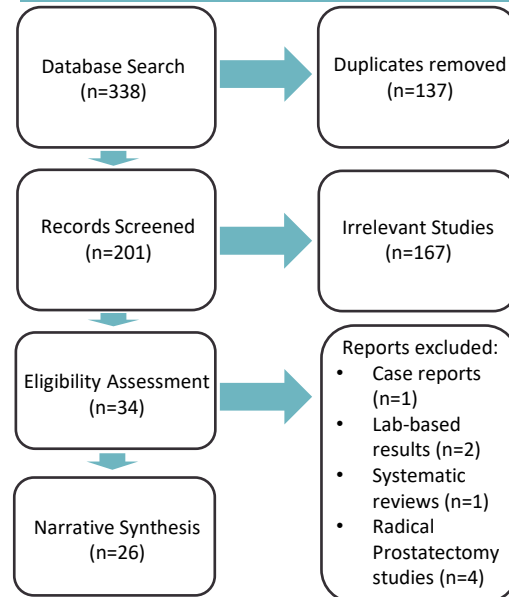 Database Search
(n=338)
Duplicates removed
(n=137)
Records Screened
(n=201)
Irrelevant Studies
(n=167)
Eligibility Assessment
(n=34)
Reports excluded:
• Case reports
(n=1)
• Lab-based
results (n=2)
• Systematic
reviews (n=1)
• Radical
Prostatectomy
studies (n=4)
Narrative Synthesis
(n=26)